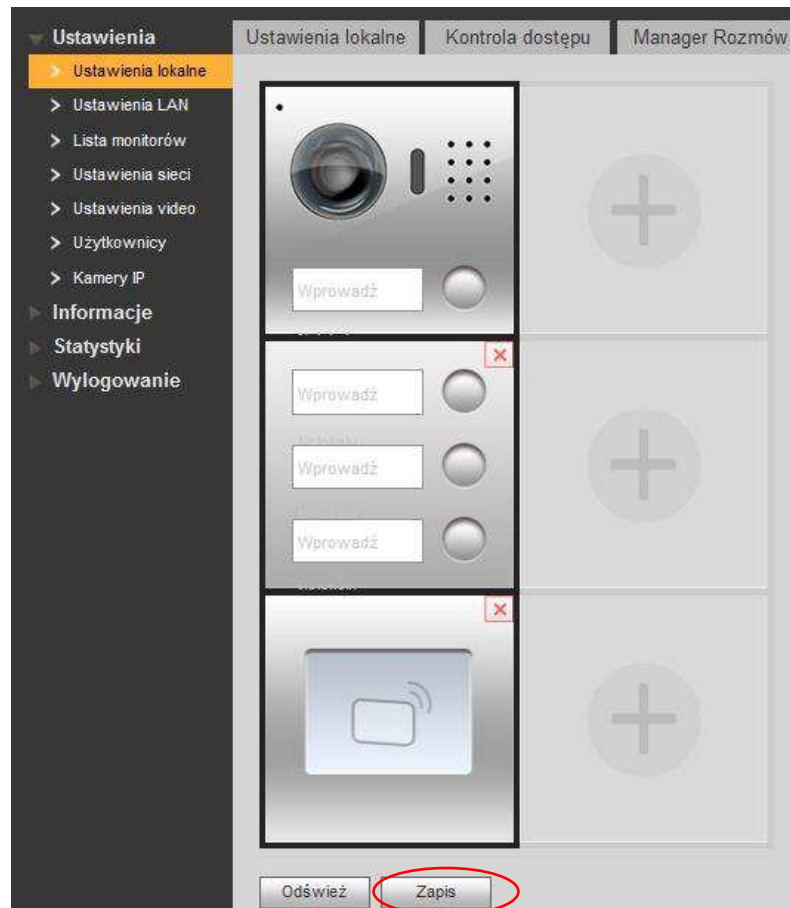 Ustawienia
Ustawienia lokalne
Ustawienia LAN
Lista monitorów
Ustawienia sieci
Ustawienia video
Użytkownicy
Kamery IP
Informacje
Statystyki
Wylogowanie
Ustawienia lokalne Kontrola dostępu Manager Rozmów
Wprowadź
Wprowadź
Wprowadź
Wprowadź
Odśwież Zapis